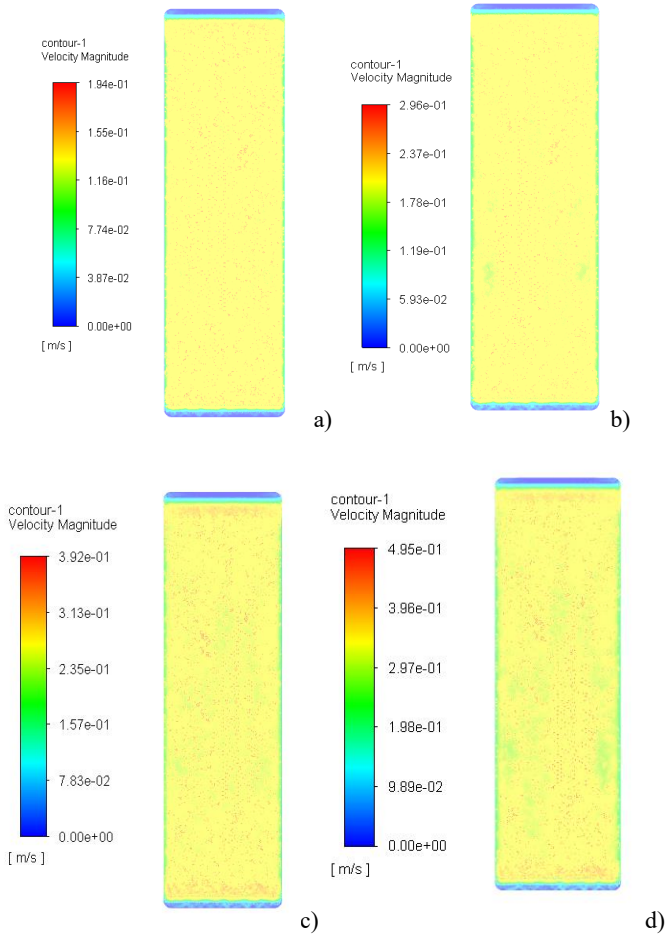 contour-1
Velocity Magnitude
1.94e-01
1.55e-01
1.16e-01
7.74e-02
3.87e-02
0.00e+00
[ m/s ]
a)
contour-1
Velocity Magnitude
2.96e-01
2.37e-01
1.78e-01
1.19e-01
5.93e-02
0.00e+00
[ m/s ]
b)
contour-1
Velocity Magnitude
3.92e-01
3.13e-01
2.35e-01
1.57e-01
7.83e-02
0.00e+00
[ m/s ]
c)
contour-1
Velocity Magnitude
4.95e-01
3.96e-01
2.97e-01
1.98e-01
9.89e-02
0.00e+00
[ m/s ]
d)